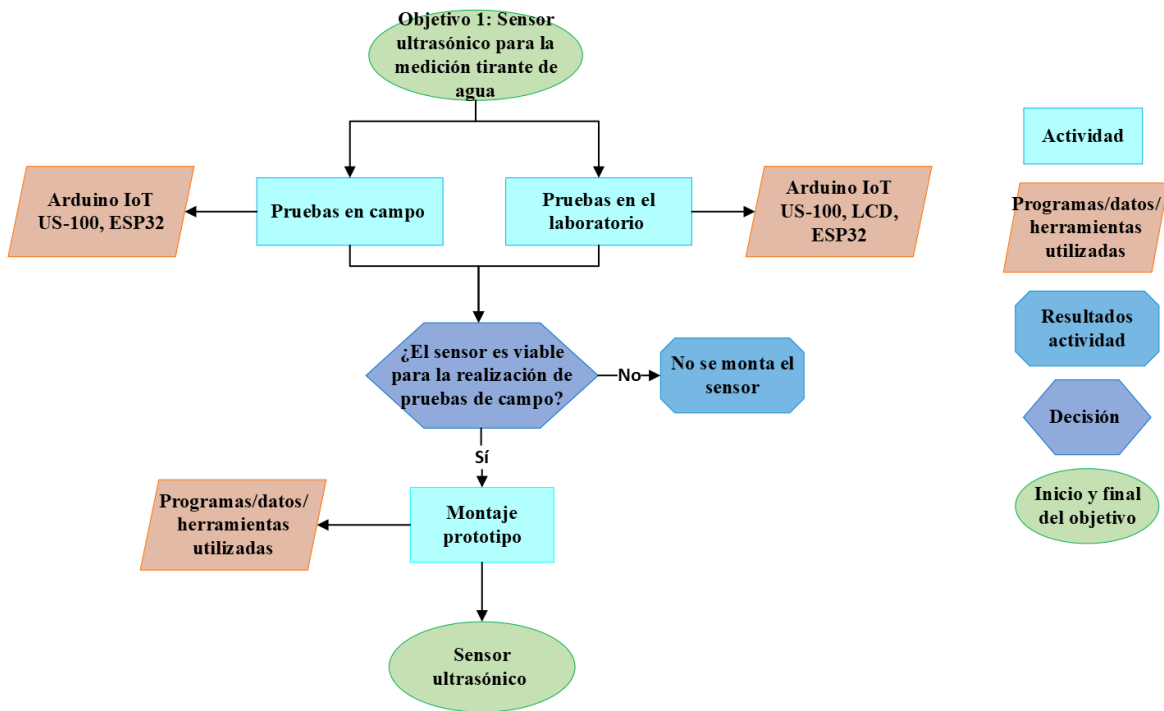 Objetivo 1: Sensor
ultrasónico para la
medición tirante de
agua
Arduino IoT
US-100, ESP32
Pruebas en campo
Pruebas en el
laboratorio
Arduino IoT
US-100, LCD,
ESP32
¿El sensor es viable
para la realización de
pruebas de campo?
No
No se monta el
sensor
Sí
Programas/datos/
herramientas
utilizadas
Montaje
prototipo
Sensor
ultrasónico
Actividad
Programas/datos/
herramientas
utilizadas
Resultados
actividad
Decisión
Inicio y final
del objetivo